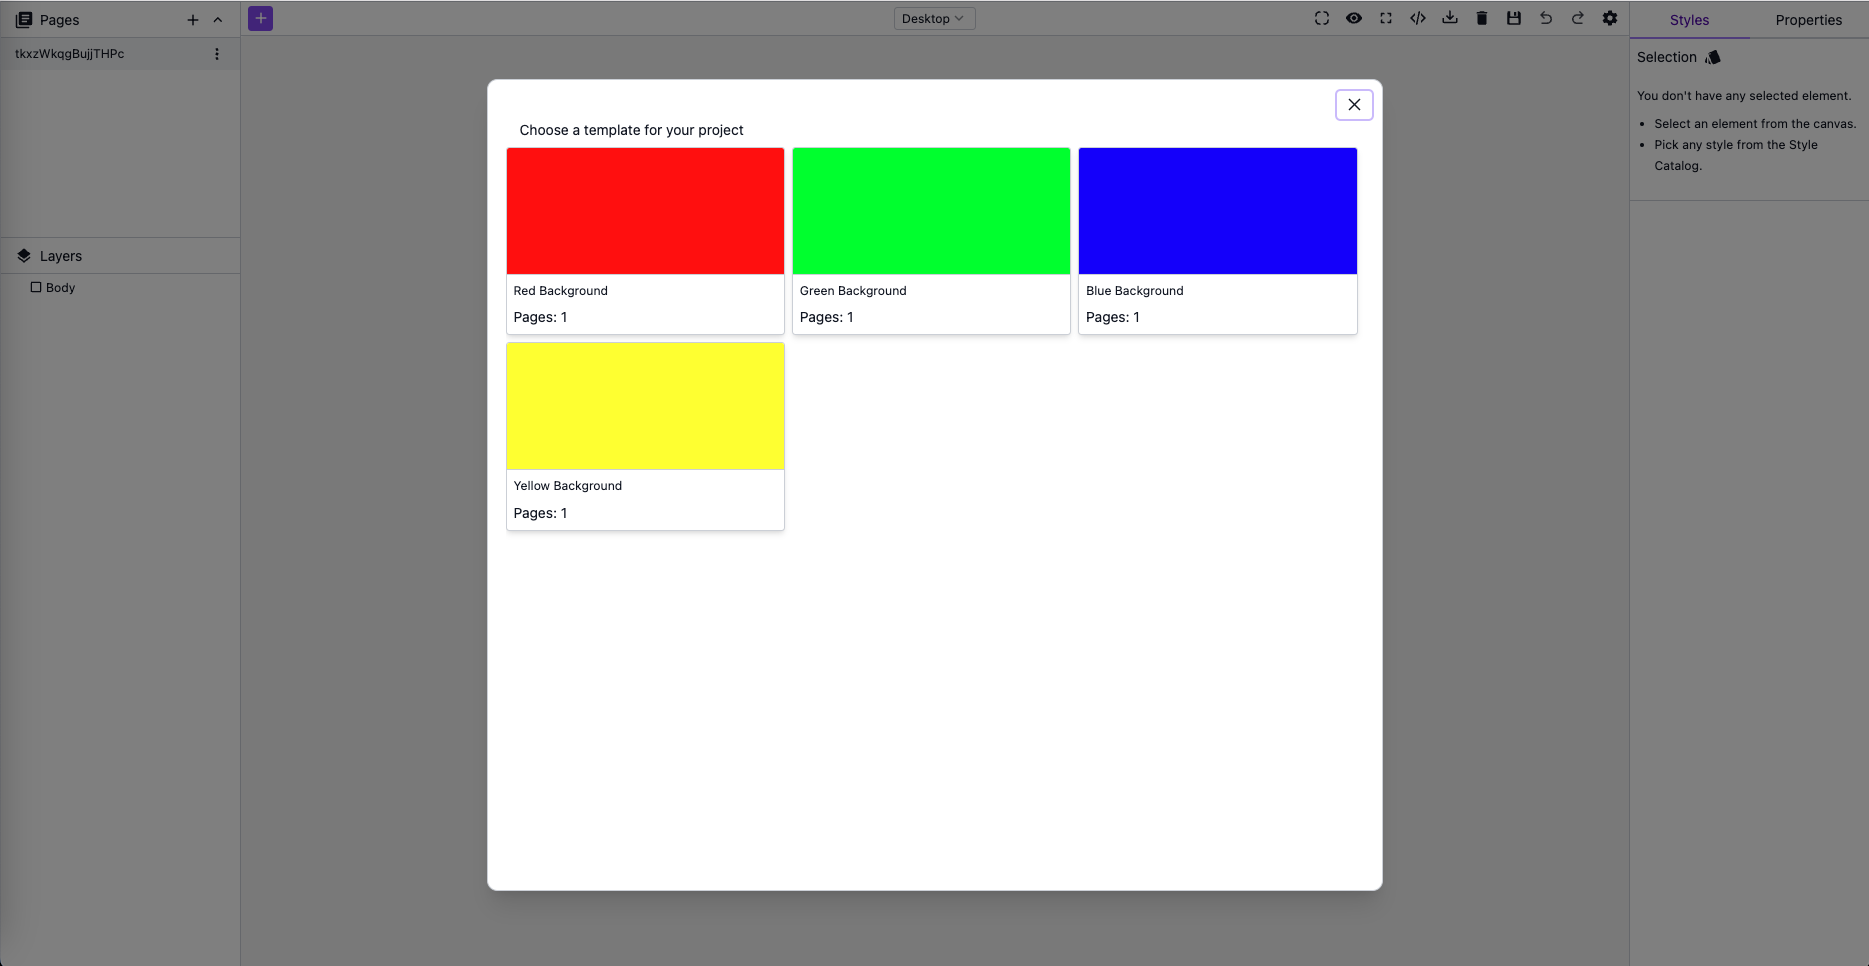 Pages
tkxzWkqgBujjTHPc
Layers
Body
Desktop
Choose a template for your project
Red Background
Pages: 1
Green Background
Pages: 1
Blue Background
Pages: 1
Yellow Background
Pages: 1
Styles
Properties
Selection
You don't have any selected element.
Select an element from the canvas.
Pick any style from the Style
Catalog.